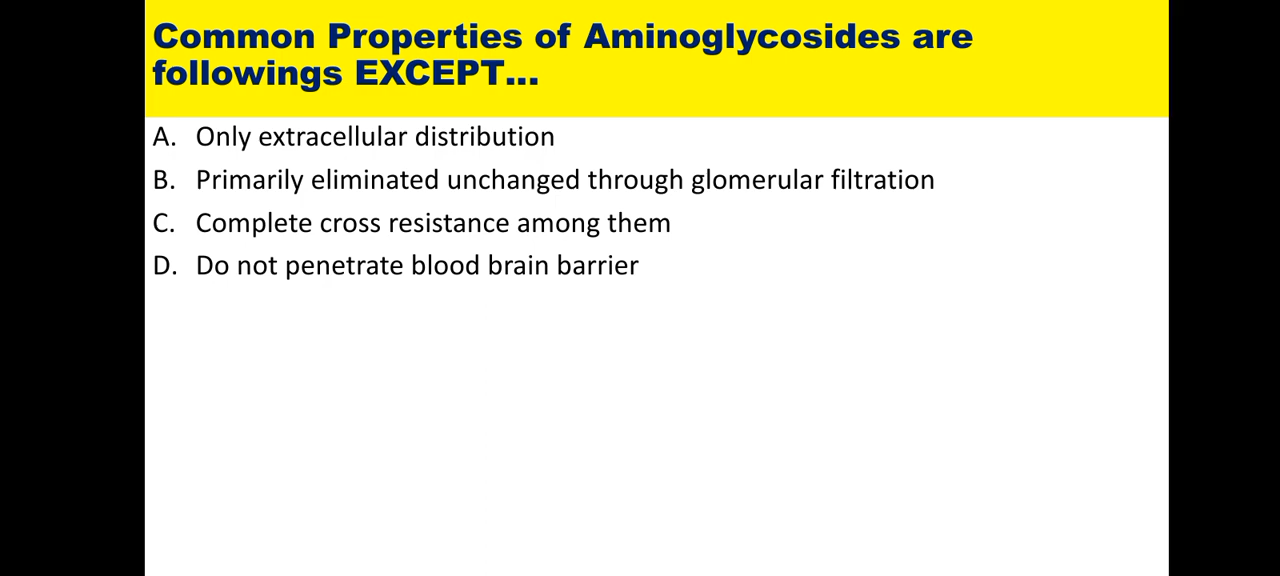 Common Properties of Aminoglycosides are
followings EXCEPT...
A. Only extracellular distribution
B. Primarily eliminated unchanged through glomerular filtration
C. Complete cross resistance among them
D. Do not penetrate blood brain barrier